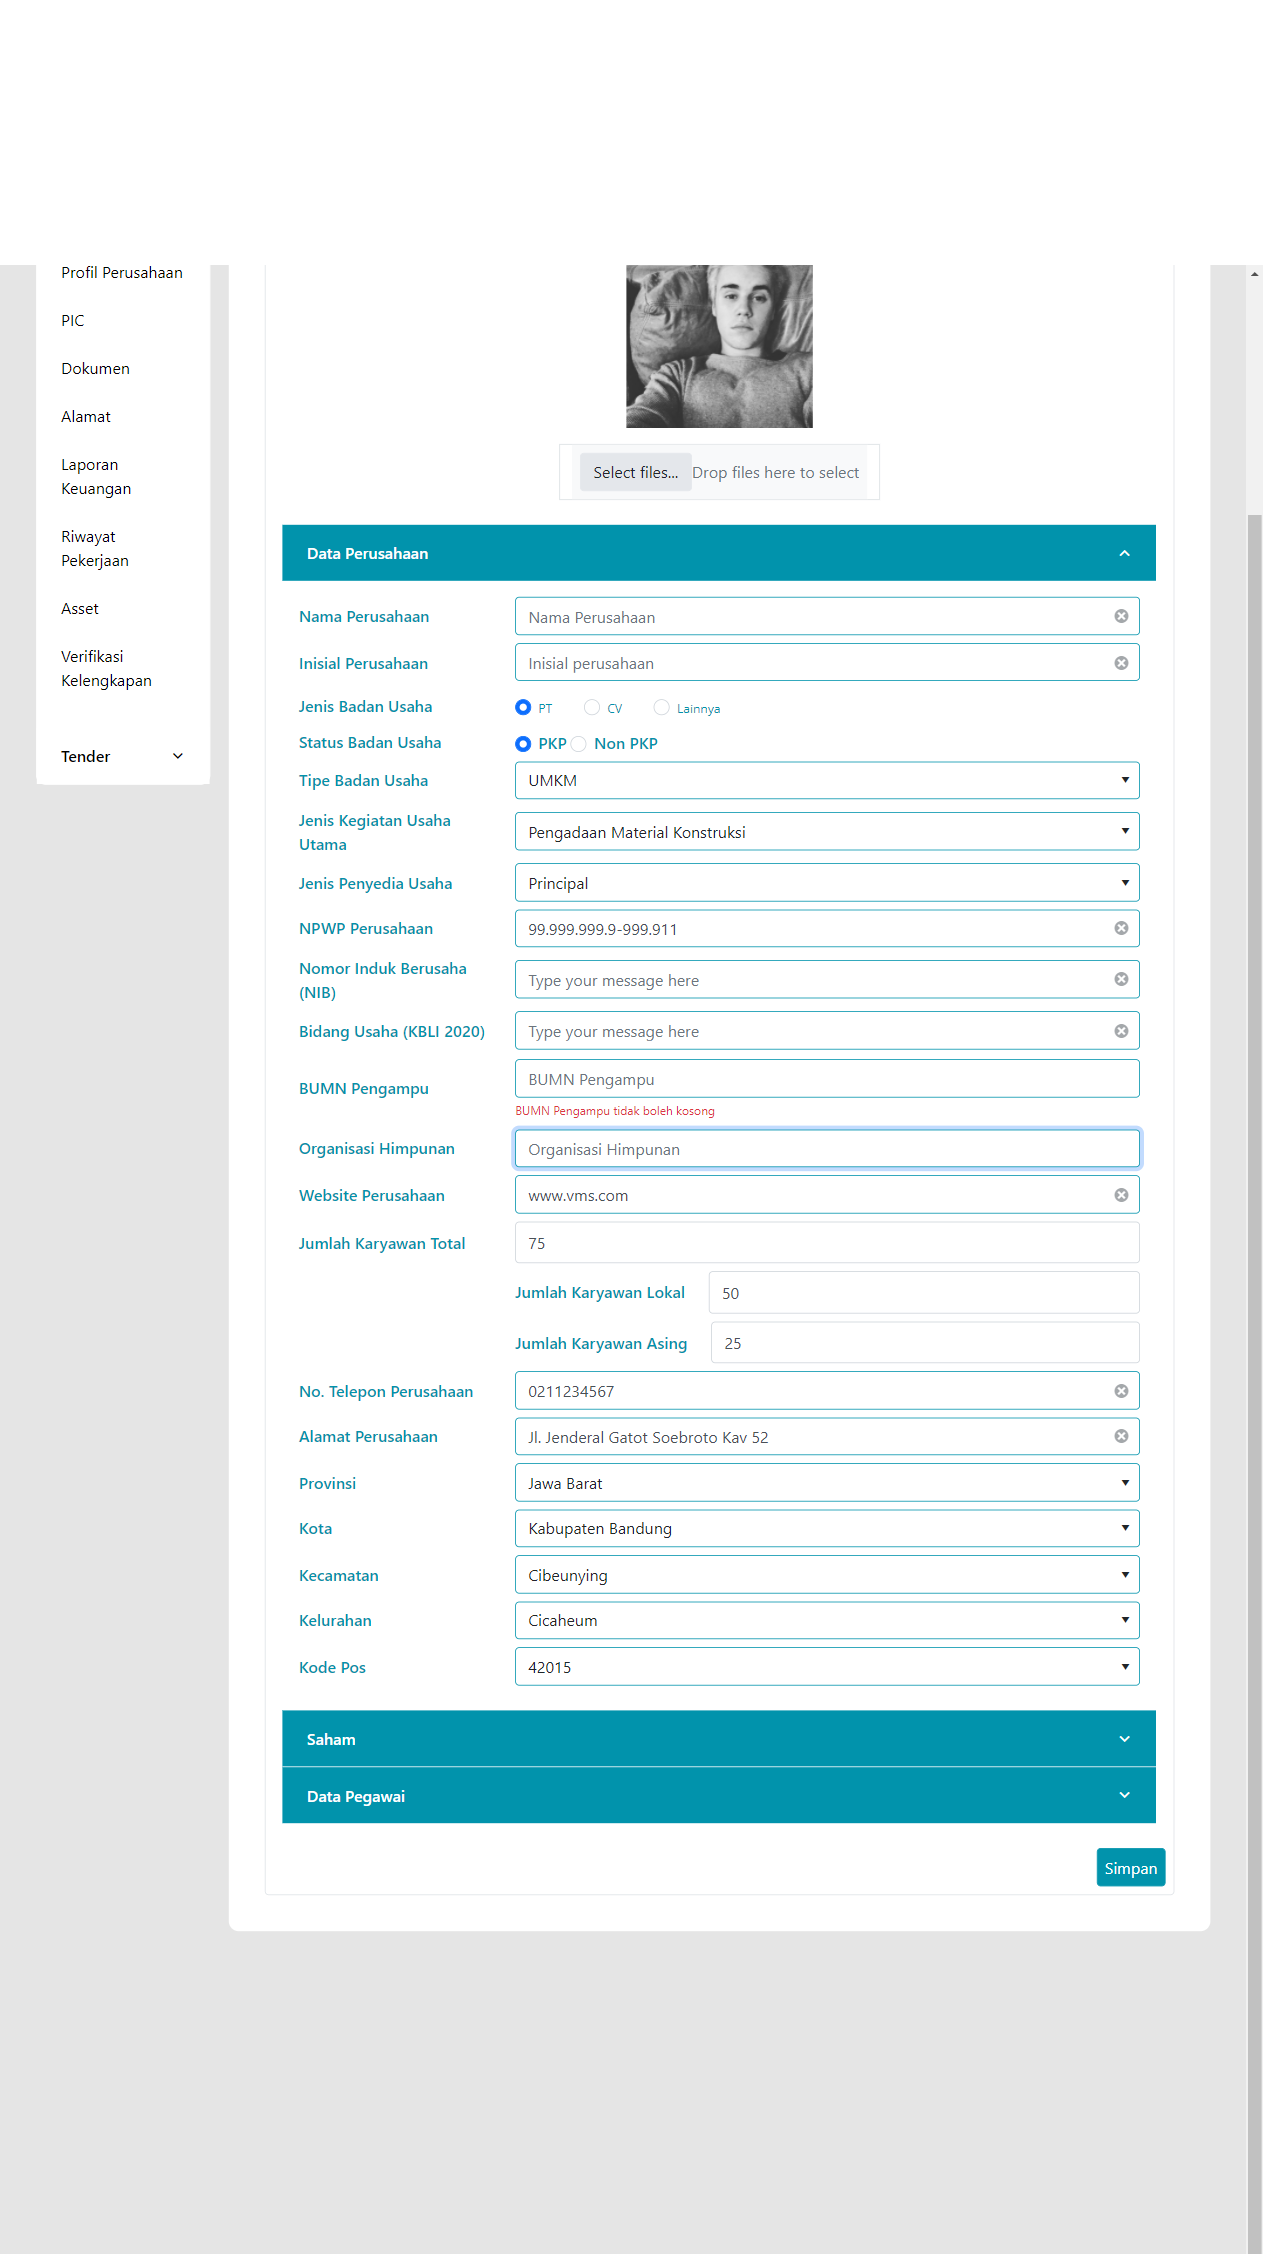 Profil Perusahaan
PIC
Dokumen
Alamat
Laporan
Keuangan
Riwayat
Pekerjaan
Asset
Verifikasi
Kelengkapan
Tender
Select files... Drop files here to select
Data Perusahaan
Nama Perusahaan Nama Perusahaan
Inisial Perusahaan Inisial perusahaan
Jenis Badan Usaha PT CV Lainnya
Status Badan Usaha PKP Non PKP
Tipe Badan Usaha UMKM
Jenis Kegiatan Usaha
Utama
Pengadaan Material Konstruksi
Jenis Penyedia Usaha Principal
NPWP Perusahaan 99.999.999.9-999.911
Nomor Induk Berusaha
(NIB)
Type your message here
Bidang Usaha (KBLI 2020) Type your message here
BUMN Pengampu BUMN Pengampu
BUMN Pengampu tidak boleh kosong
Organisasi Himpunan Organisasi Himpunan
Website Perusahaan www.vms.com
Jumlah Karyawan Total 75
Jumlah Karyawan Lokal 50
Jumlah Karyawan Asing 25
No. Telepon Perusahaan 0211234567
Alamat Perusahaan Jl. Jenderal Gatot Soebroto Kav 52
Provinsi Jawa Barat
Kota Kabupaten Bandung
Kecamatan Cibeunying
Kelurahan Cicaheum
Kode Pos 42015
Saham
Data Pegawai
Simpan